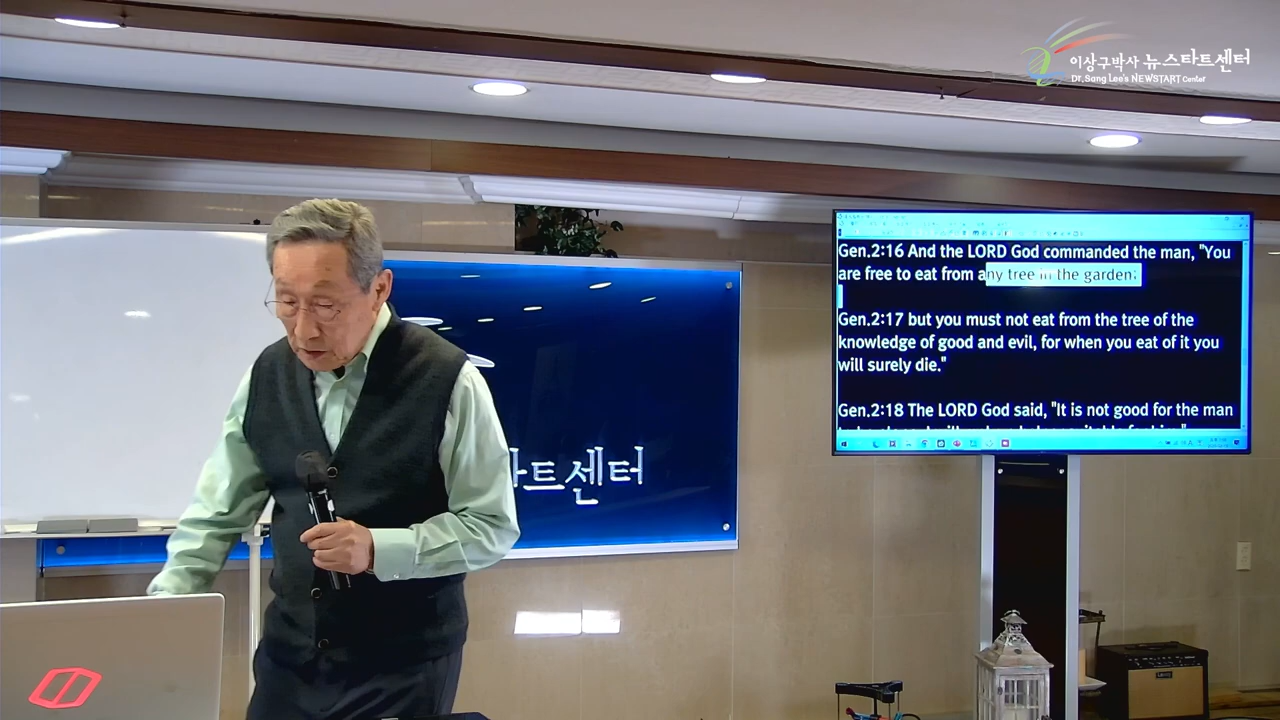 이상구박사 뉴스타트센터
Dr. Sang Lee's NEWSTART Center
Gen.2:16 And the LORD God commanded the man, "You
are free to eat from any tree in the garden;
Gen.2:17 but you must not eat from the tree of the
knowledge of good and evil, for when you eat of it you
will surely die."
Gen.2:18 The LORD God said, "It is not good for the man
타트센터